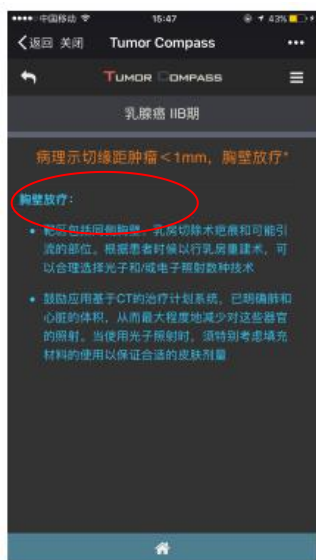 中国移动 15:47 43%
返回 关闭 Tumor Compass
TUMOR COMPASS
乳腺癌 IIB期
病理示切缘距肿瘤＜1mm，胸壁放疗*
胸壁放疗：
• 靶区包括同侧胸壁、乳房切除术疤痕和可能引
流的部位。根据患者时候以行乳房重建术，可
以合理选择光子和/或电子照射数种技术
• 鼓励应用基于CT的治疗计划系统，已明确肺和
心脏的体积，从而最大程度地减少对这些器官
的照射。当使用光子照射时，须特别考虑填充
材料的使用以保证合适的皮肤剂量